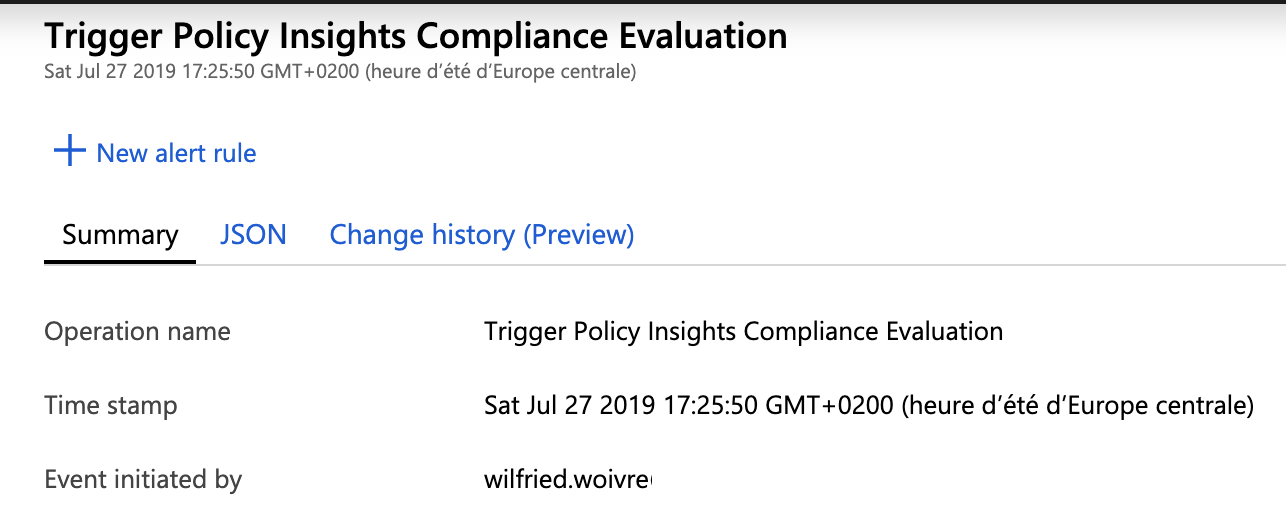 Trigger Policy Insights Compliance Evaluation
Sat Jul 27 2019 17:25:50 GMT+0200 (heure d’été d’Europe centrale)
New alert rule
Summary JSON Change history (Preview)
Operation name Trigger Policy Insights Compliance Evaluation
Time stamp Sat Jul 27 2019 17:25:50 GMT+0200 (heure d’été d’Europe centrale)
Event initiated by wilfried.woivre